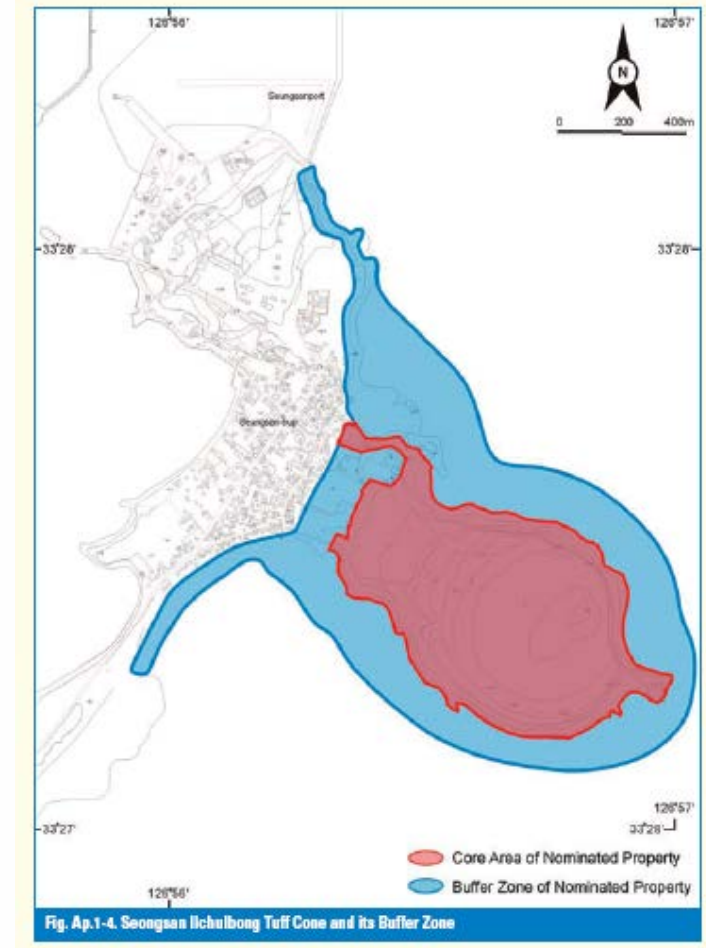 126°56'
126°57'
N
Seongsanport
0 200 400m
33°28'
33°28'
33°27'
126°57'
33°28'
Core Area of Nominated Property
Buffer Zone of Nominated Property
126°56'
Fig. Ap.1-4. Seongsan Ilchulbong Tuff Cone and its Buffer Zone